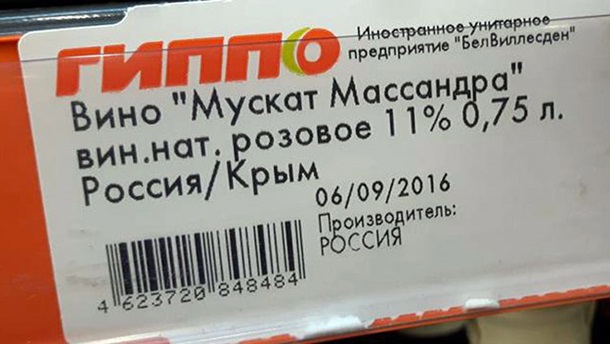 ГИППО
Иностранное унитарное
предприятие "БелВиллесден"
Вино "Мускат Массандра"
вин.нат. розовое 11% 0,75 л.
Россия/Крым
06/09/2016
Производитель:
РОССИЯ
4 623720 848484